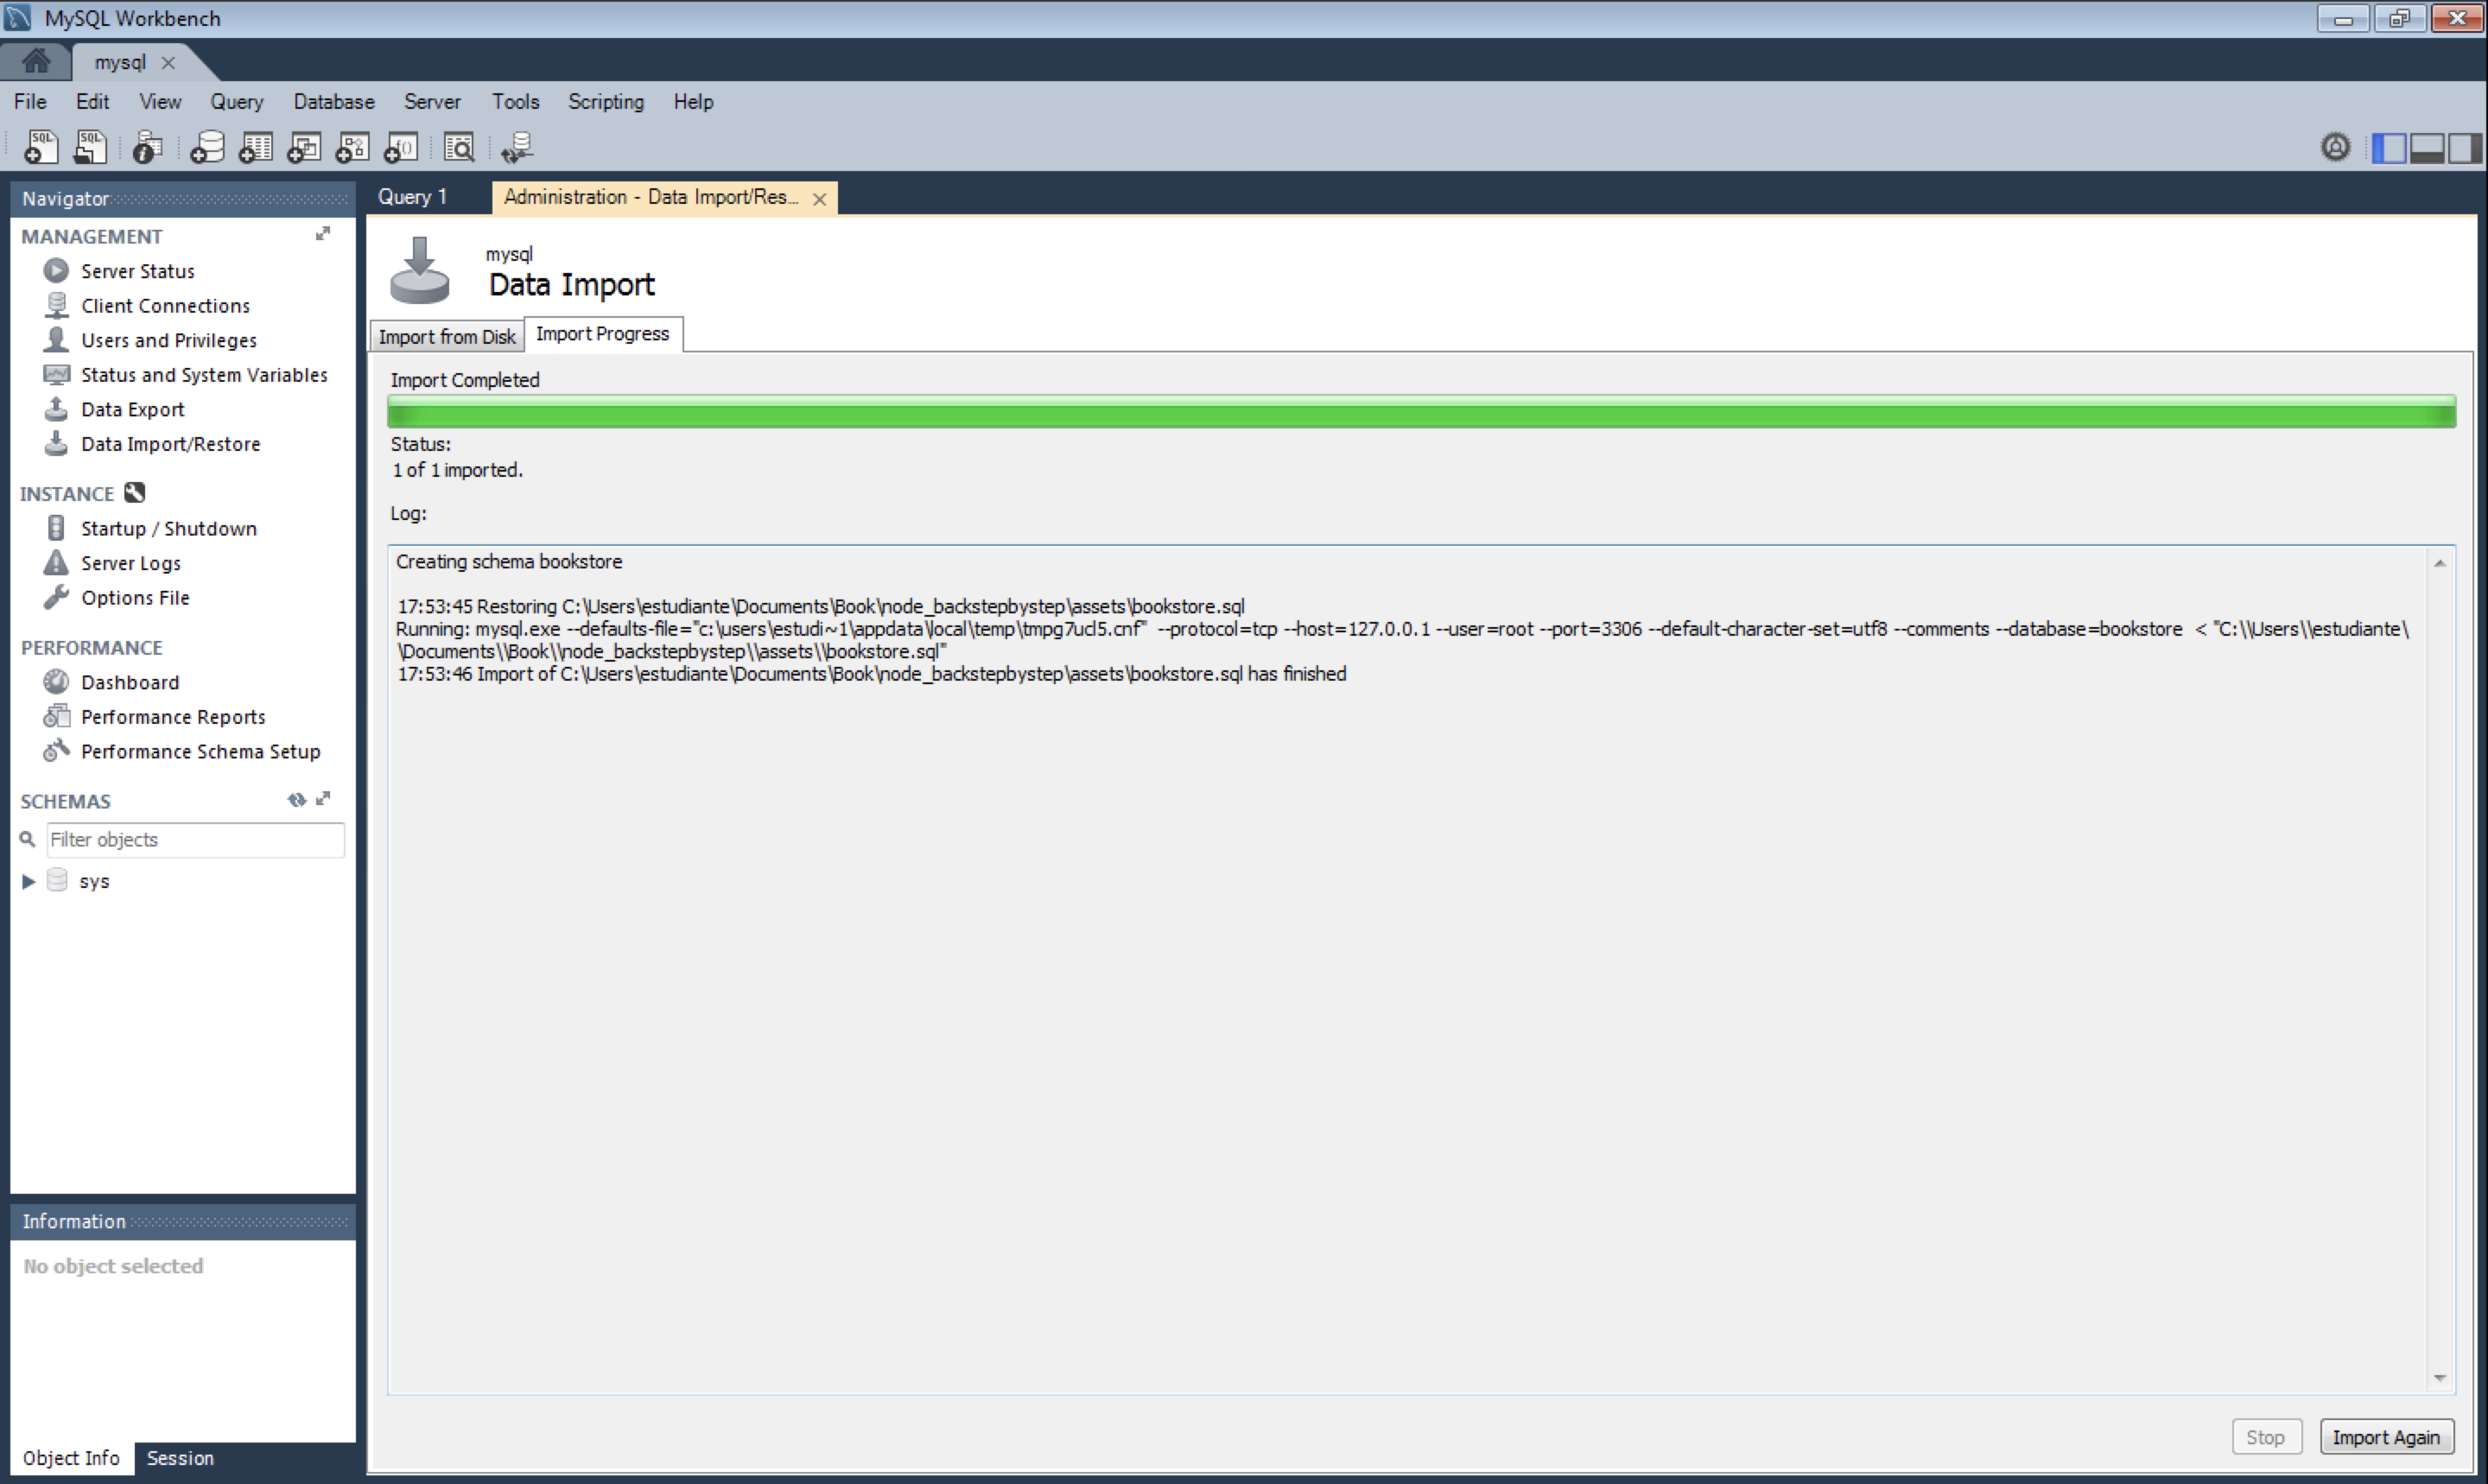 MySQL Workbench
mysql
File Edit View Query Database Server Tools Scripting Help
SQL SQL
Navigator
MANAGEMENT
Server Status
Client Connections
Users and Privileges
Status and System Variables
Data Export
Data Import/Restore
INSTANCE
Startup / Shutdown
Server Logs
Options File
PERFORMANCE
Dashboard
Performance Reports
Performance Schema Setup
SCHEMAS
Filter objects
sys
Information
No object selected
Object Info Session
Query 1 Administration - Data Import/Res...
mysql
Data Import
Import from Disk Import Progress
Import Completed
Status:
1 of 1 imported.
Log:
Creating schema bookstore
17:53:45 Restoring C:\Users\estudiante\Documents\Book\node_backstepbystep\assets\bookstore.sql
Running: mysql.exe --defaults-file="c:\users\estudi~1\appdata\local\temp\tmpg7ucl5.cnf" --protocol=tcp --host=127.0.0.1 --user=root --port=3306 --default-character-set=utf8 --comments --database=bookstore < "C:\\Users\\estudiante\
\Documents\\Book\\node_backstepbystep\\assets\\bookstore.sql"
17:53:46 Import of C:\Users\estudiante\Documents\Book\node_backstepbystep\assets\bookstore.sql has finished
Stop Import Again